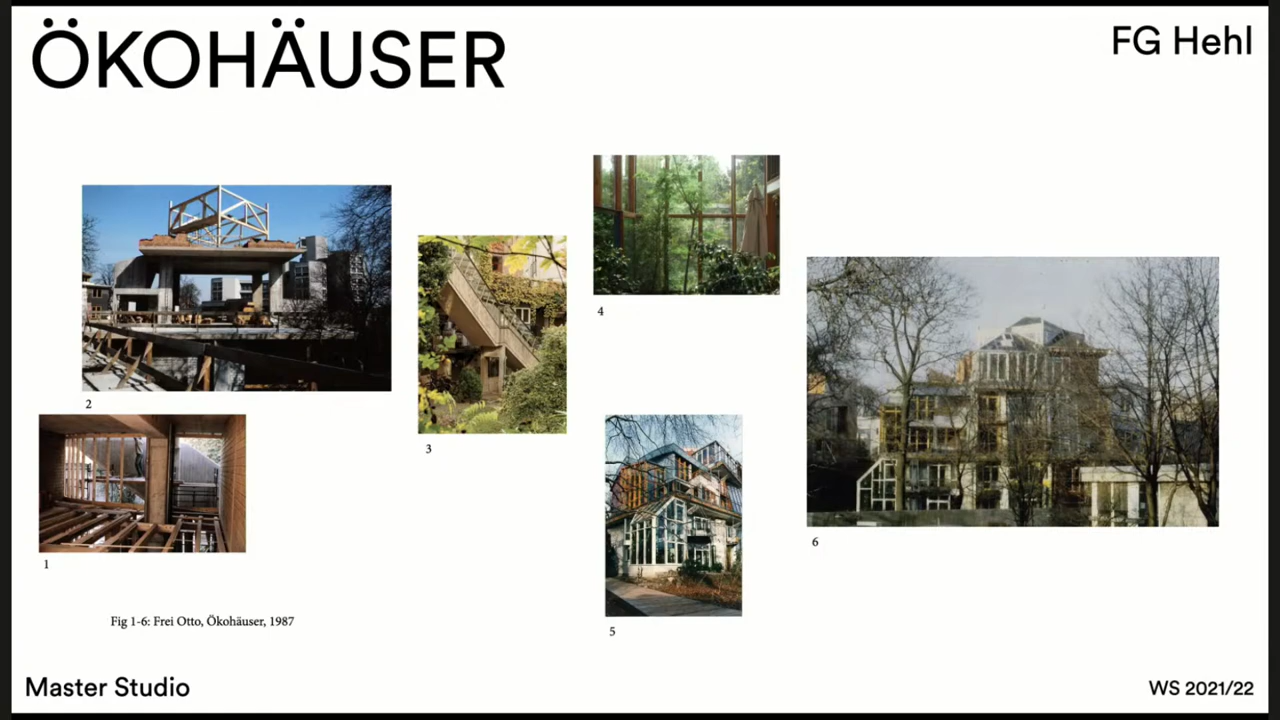 ÖKOHÄUSER
FG Hehl
2
3
4
1
5
6
Fig 1-6: Frei Otto, Ökohäuser, 1987
Master Studio
WS 2021/22